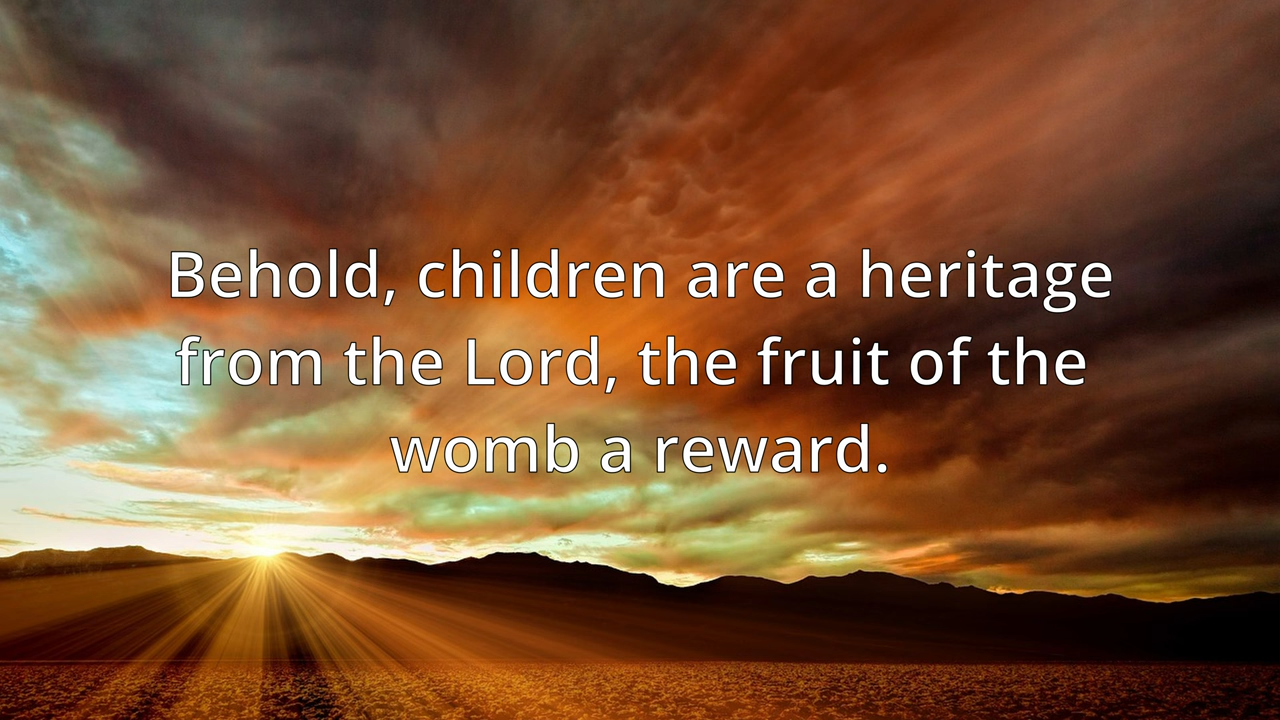 Behold, children are a heritage
from the Lord, the fruit of the
womb a reward.